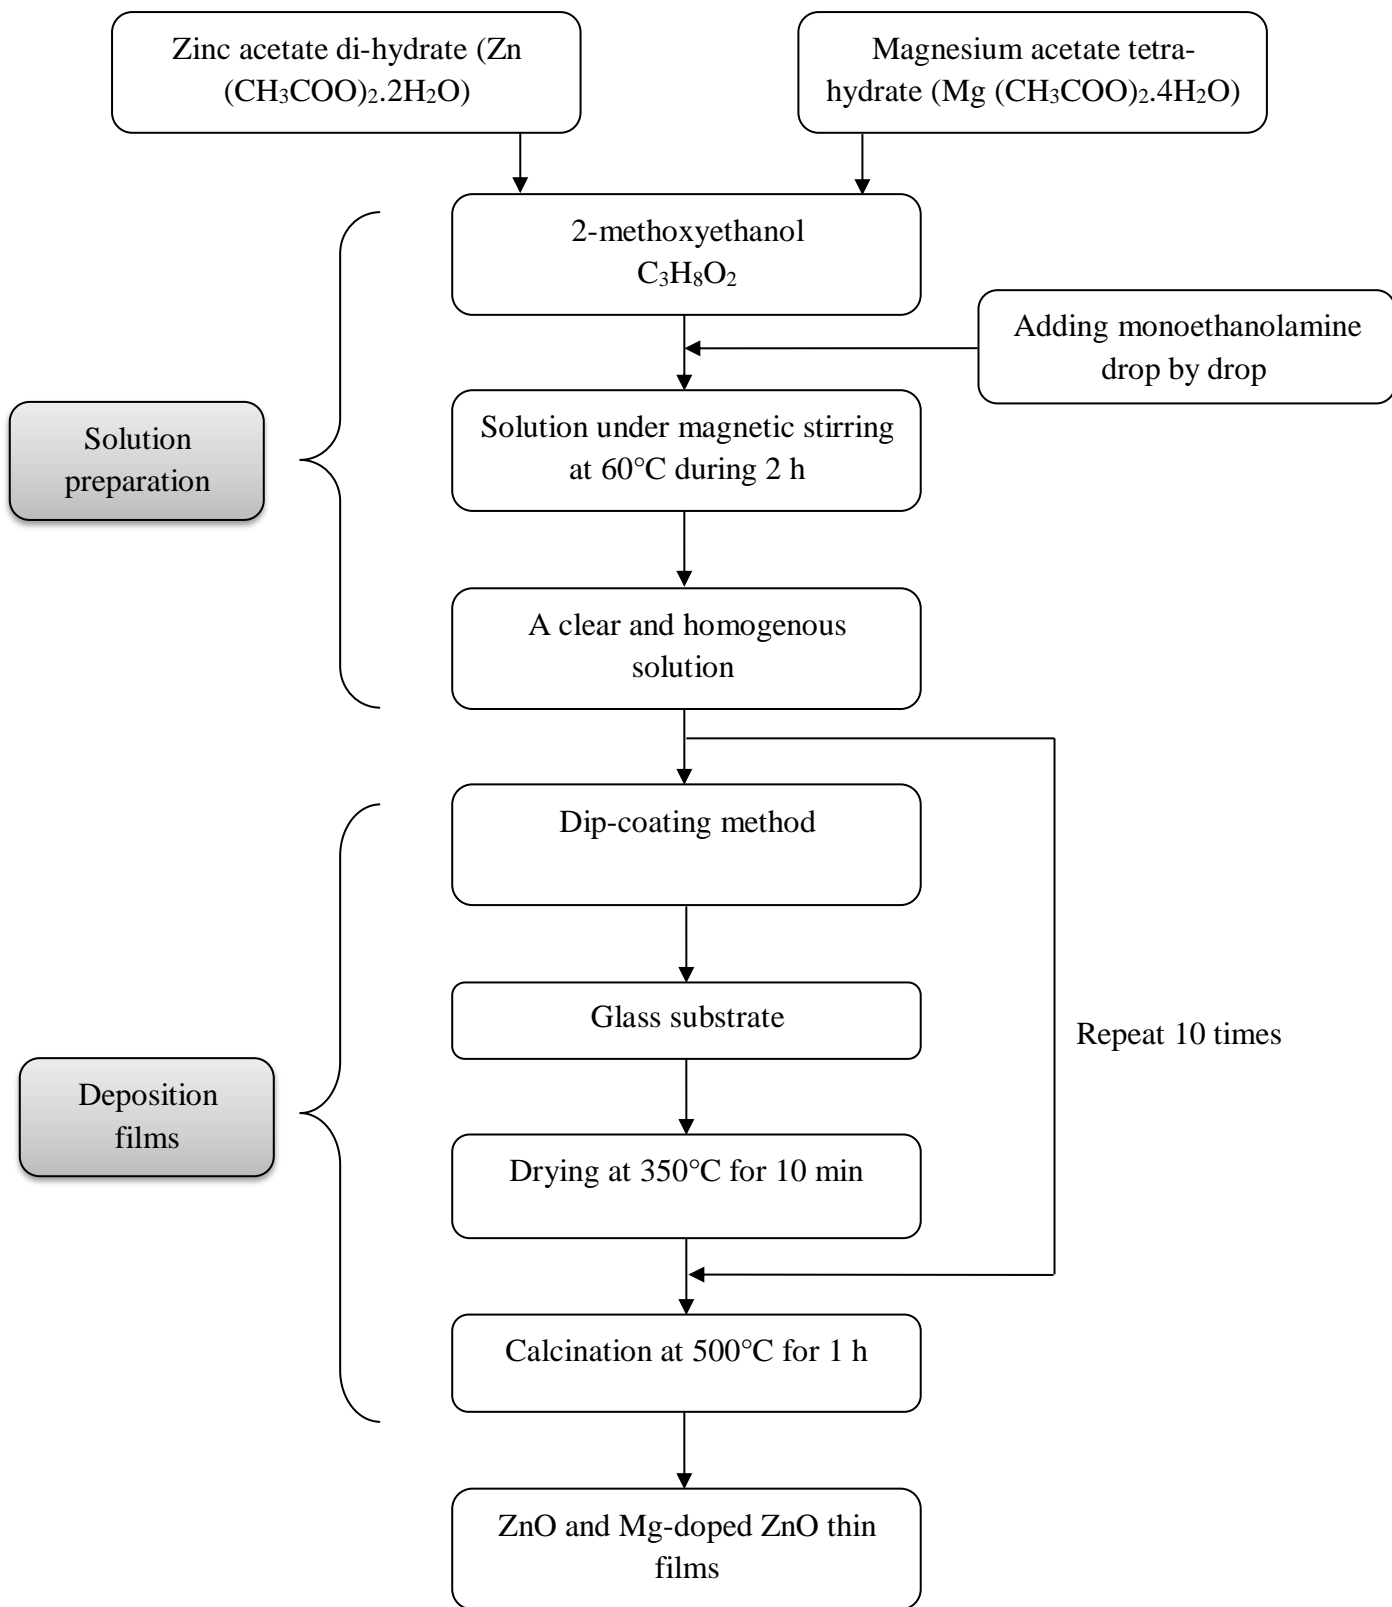 Zinc acetate di-hydrate (Zn
(CH₃COO)₂.2H₂O)
Magnesium acetate tetra-
hydrate (Mg (CH₃COO)₂.4H₂O)
2-methoxyethanol
C₃H₈O₂
Adding monoethanolamine
drop by drop
Solution under magnetic stirring
at 60°C during 2 h
Solution
preparation
A clear and homogenous
solution
Dip-coating method
Glass substrate
Repeat 10 times
Deposition
films
Drying at 350°C for 10 min
Calcination at 500°C for 1 h
ZnO and Mg-doped ZnO thin
films